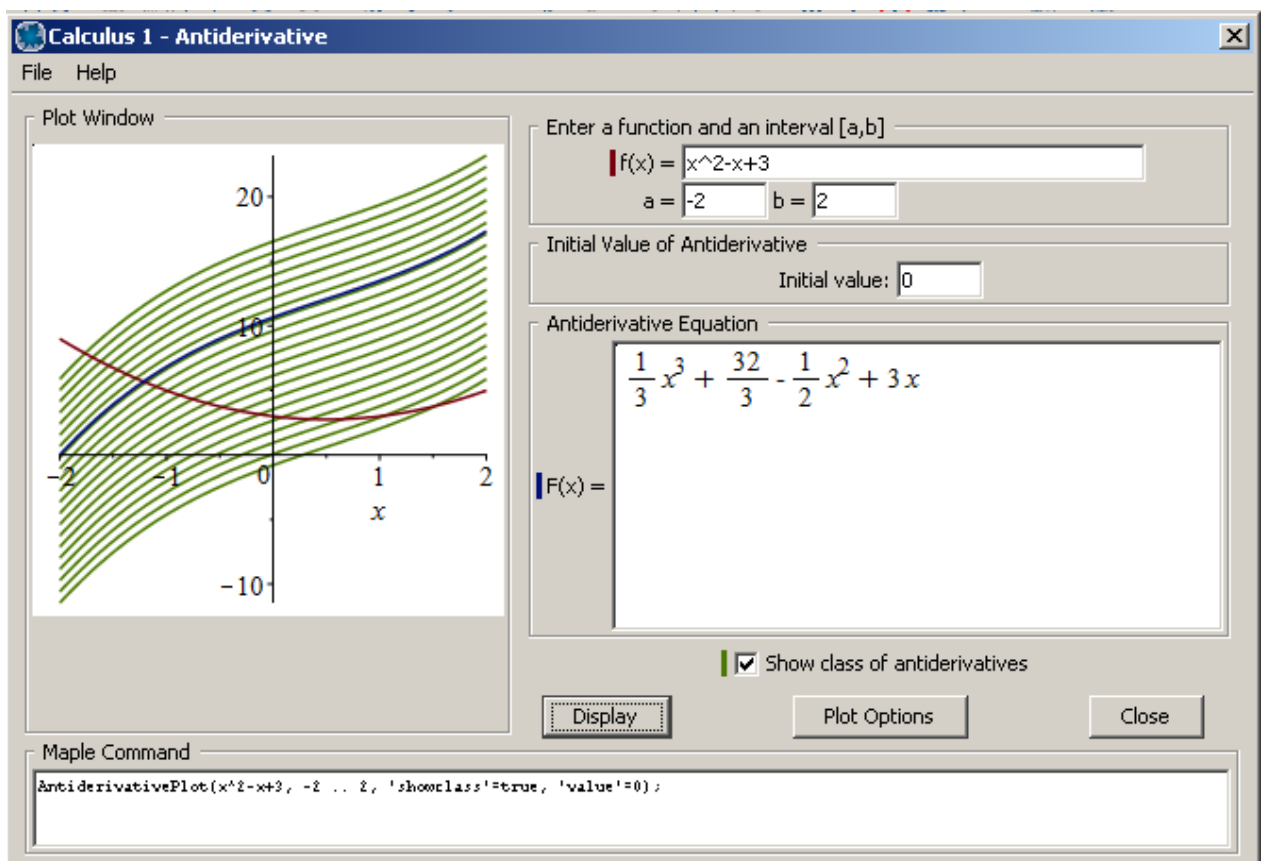 Calculus 1 - Antiderivative
File Help
Plot Window
20
10
-2 -1 0 1 2
x
-10
Enter a function and an interval [a,b]
f(x) = x^2-x+3
a = -2 b = 2
Initial Value of Antiderivative
Initial value: 0
Antiderivative Equation
F(x) = 1/3 x^3 + 32/3 - 1/2 x^2 + 3 x
Show class of antiderivatives
Display Plot Options Close
Maple Command
AntiderivativePlot(x^2-x+3, -2 .. 2, 'showclass'=true, 'value'=0);